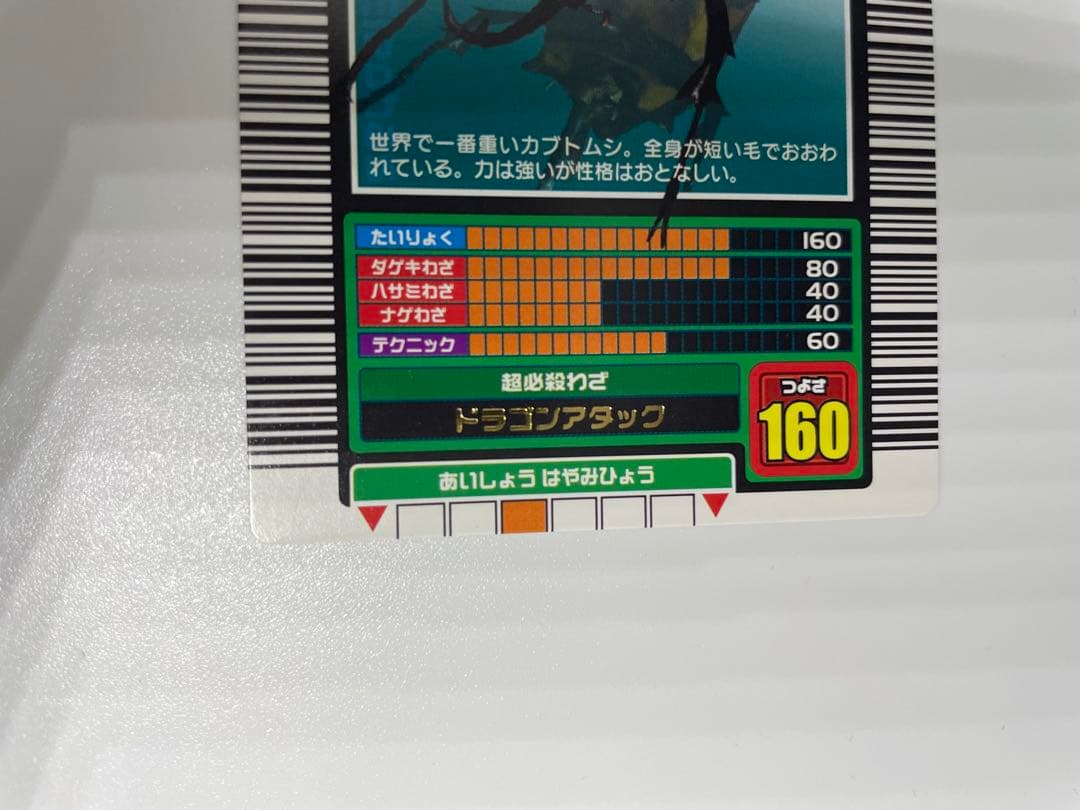 世界で一番重いカブトムシ。全身が短い毛でおおわ
れている。力は強いが性格はおとなしい。
たいりょく 160
ダゲキわざ 80
ハサミわざ 40
ナゲわざ 40
テクニック 60
超必殺わざ
ドラゴンアタック
つよさ
160
あいしょう はやみひょう